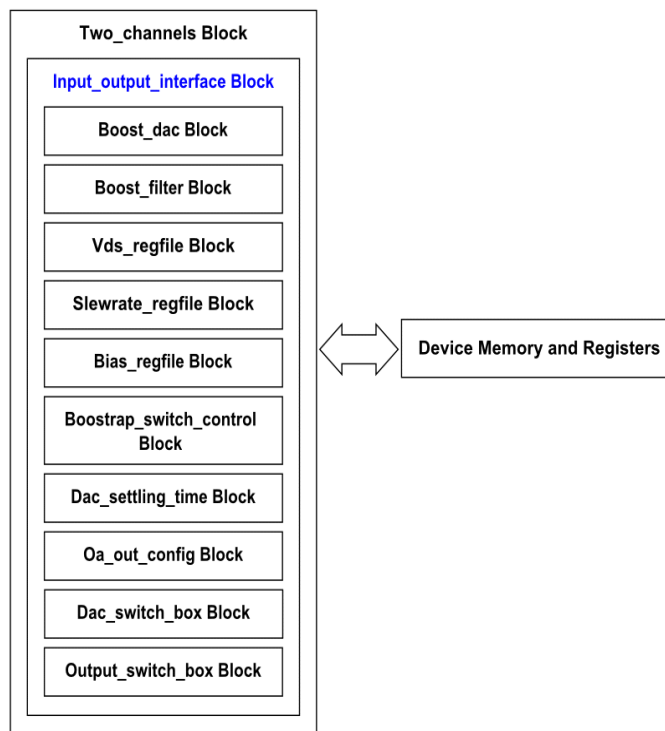 Two_channels Block
Input_output_interface Block
Boost_dac Block
Boost_filter Block
Vds_regfile Block
Slewrate_regfile Block
Bias_regfile Block
Boostrap_switch_control
Block
Dac_settling_time Block
Oa_out_config Block
Dac_switch_box Block
Output_switch_box Block
Device Memory and Registers